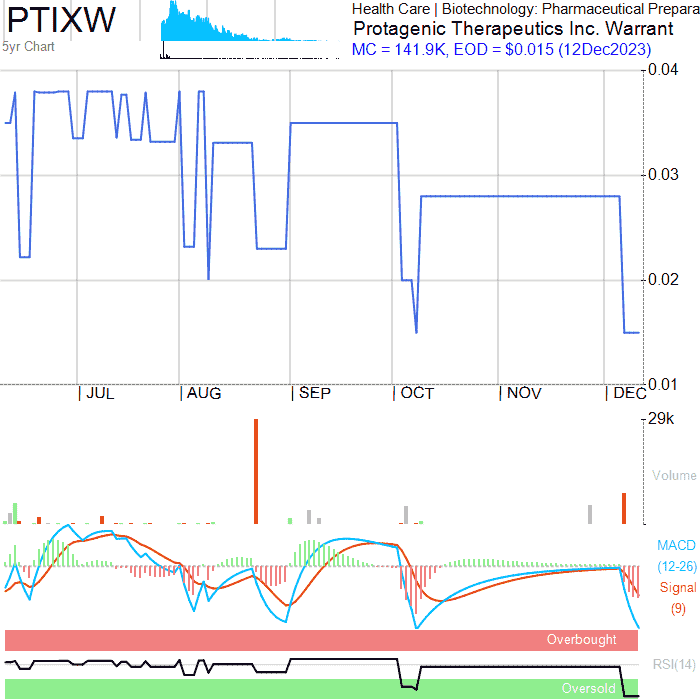 PTIXW
5yr Chart
Health Care | Biotechnology: Pharmaceutical Prepara
Protagenic Therapeutics Inc. Warrant
MC = 141.9K, EOD = $0.015 (12Dec2023)
0.04
0.03
0.02
0.01
| JUL | AUG | SEP | OCT | NOV | DEC
29k
Volume
MACD
(12-26)
Signal
(9)
Overbought
RSI(14)
Oversold